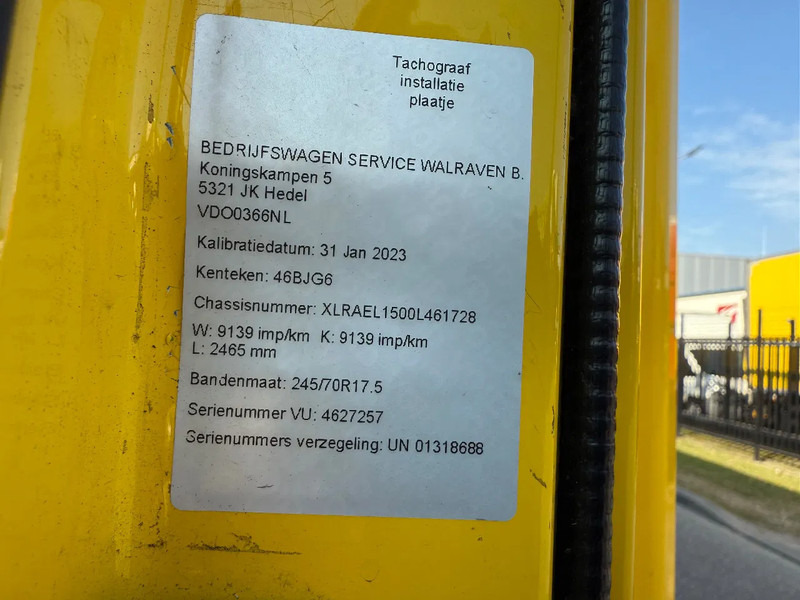 Tachograaf
installatie
plaatje
BEDRIJFSWAGEN SERVICE WALRAVEN B.
Koningskampen 5
5321 JK Hedel
VDO0366NL
Kalibratiedatum: 31 Jan 2023
Kenteken: 46BJG6
Chassisnummer: XLRAEL1500L461728
W: 9139 imp/km K: 9139 imp/km
L: 2465 mm
Bandenmaat: 245/70R17.5
Serienummer VU: 4627257
Serienummers verzegeling: UN 01318688